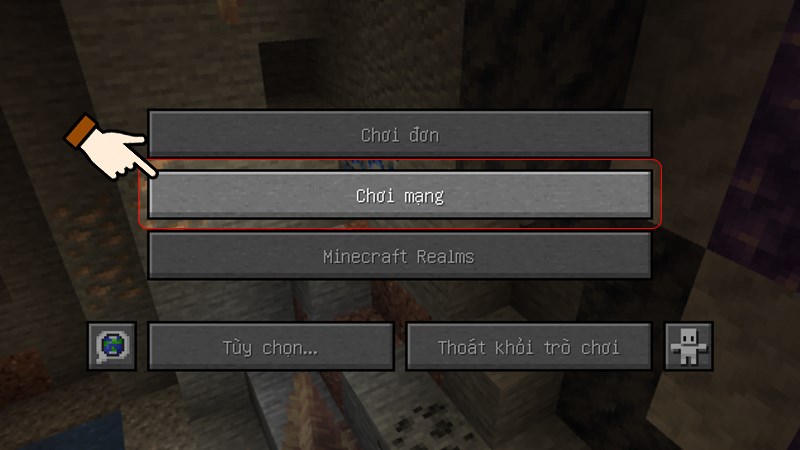 Chơi đơn
Chơi mạng
Minecraft Realms
Tùy chọn...
Thoát khỏi trò chơi